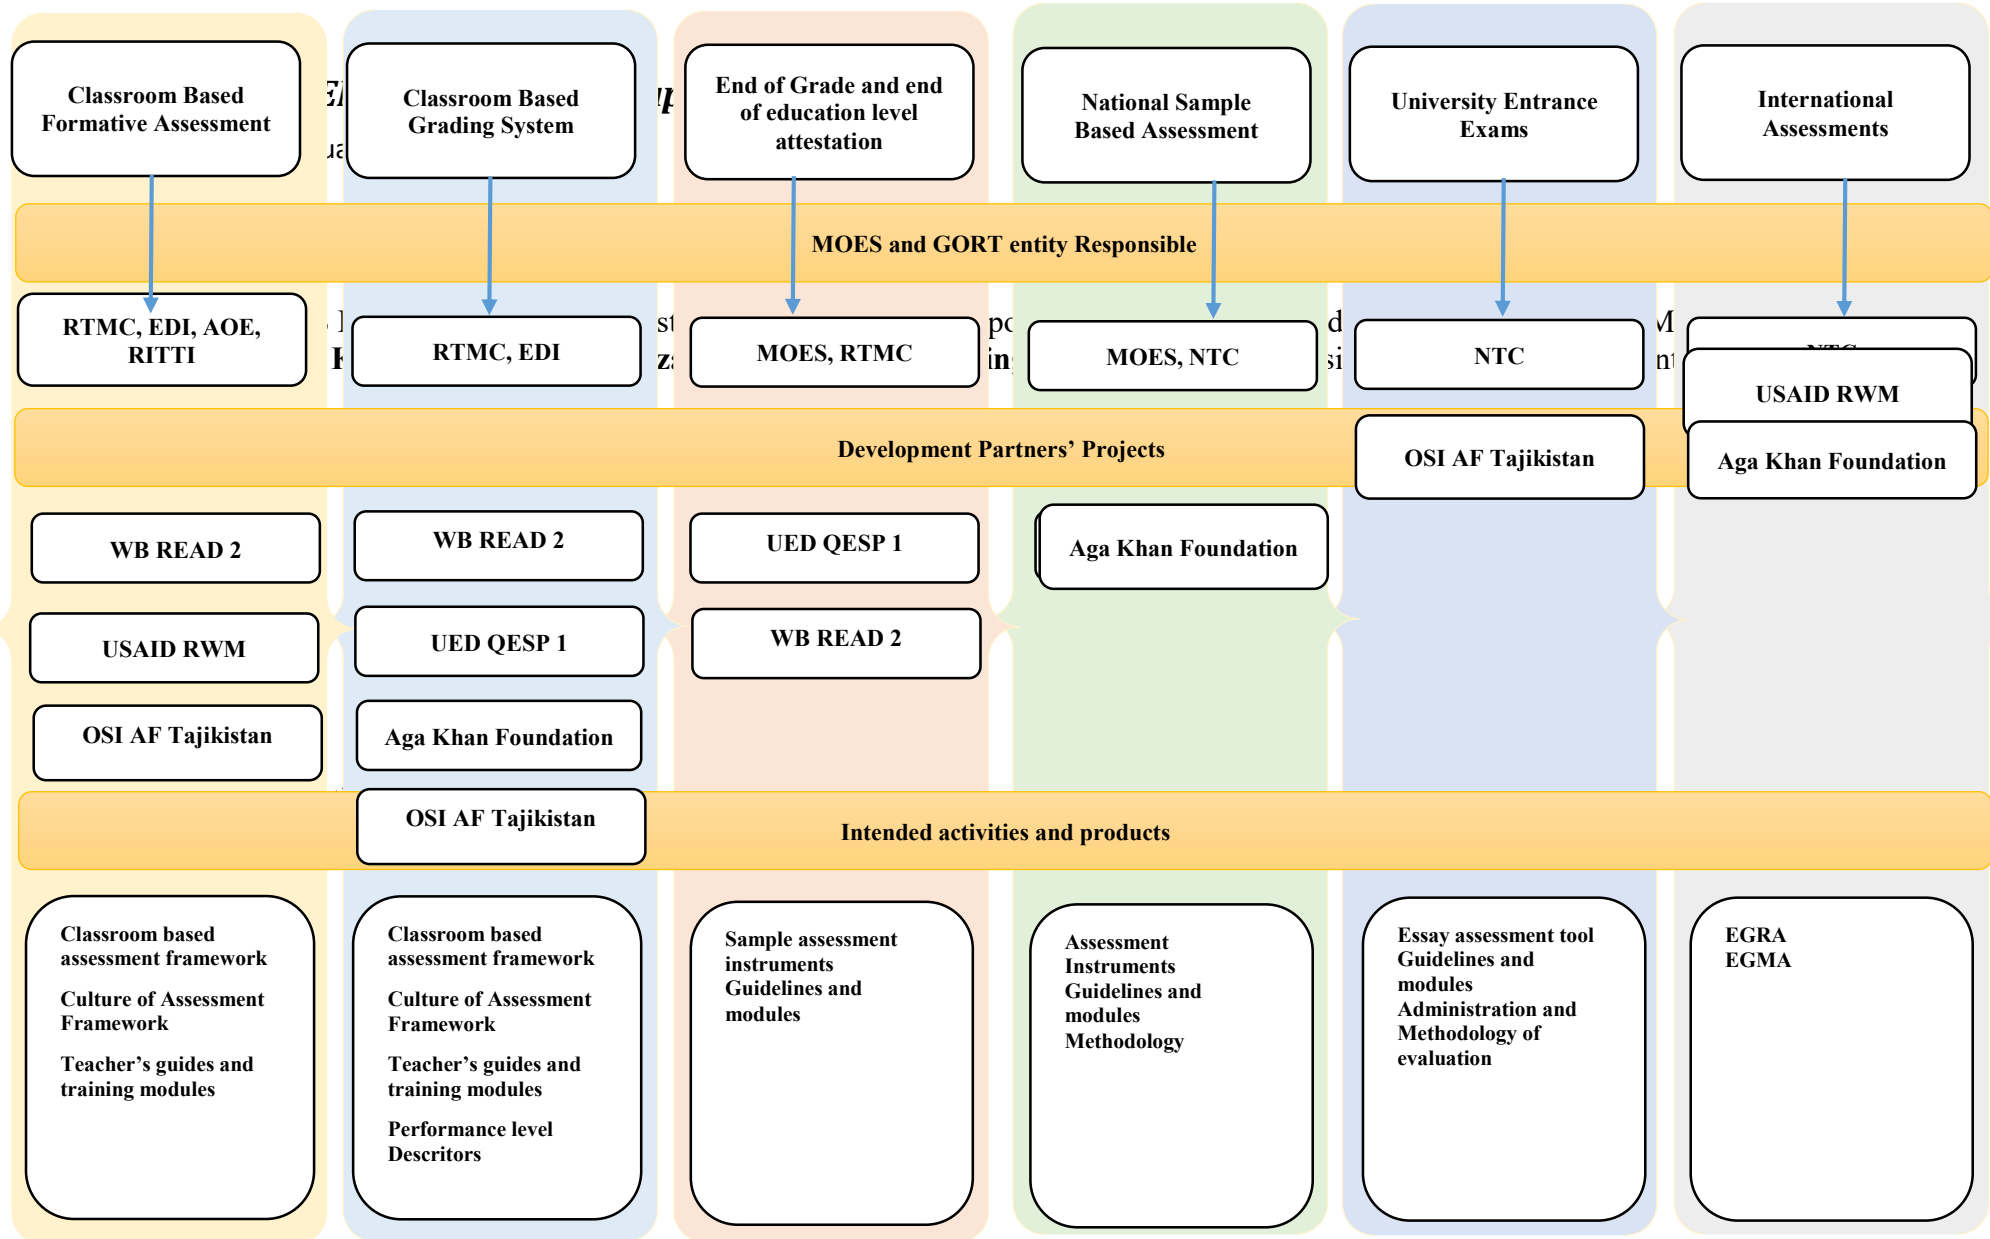 Classroom Based
Formative Assessment
Classroom Based
Grading System
End of Grade and end
of education level
attestation
National Sample
Based Assessment
University Entrance
Exams
International
Assessments
MOES and GORT entity Responsible
RTMC, EDI, AOE,
RITTI
RTMC, EDI
MOES, RTMC
MOES, NTC
NTC
USAID RWM
Development Partners’ Projects
OSI AF Tajikistan
Aga Khan Foundation
WB READ 2
WB READ 2
UED QESP 1
Aga Khan Foundation
USAID RWM
UED QESP 1
WB READ 2
OSI AF Tajikistan
Aga Khan Foundation
OSI AF Tajikistan
Intended activities and products
Classroom based
assessment framework
Culture of Assessment
Framework
Teacher’s guides and
training modules
Classroom based
assessment framework
Culture of Assessment
Framework
Teacher’s guides and
training modules
Performance level
Descritors
Sample assessment
instruments
Guidelines and
modules
Assessment
Instruments
Guidelines and
modules
Methodology
Essay assessment tool
Guidelines and
modules
Administration and
Methodology of
evaluation
EGRA
EGMA